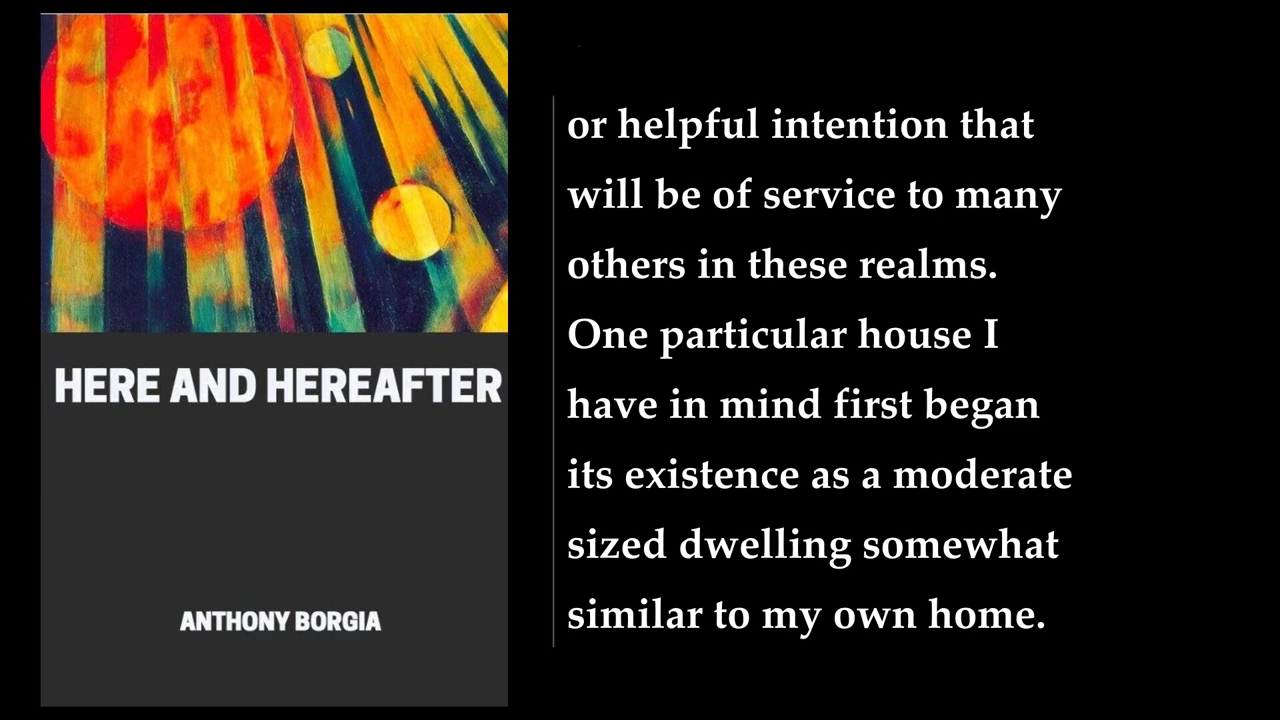 HERE AND HEREAFTER
ANTHONY BORGIA
or helpful intention that
will be of service to many
others in these realms.
One particular house I
have in mind first began
its existence as a moderate
sized dwelling somewhat
similar to my own home.